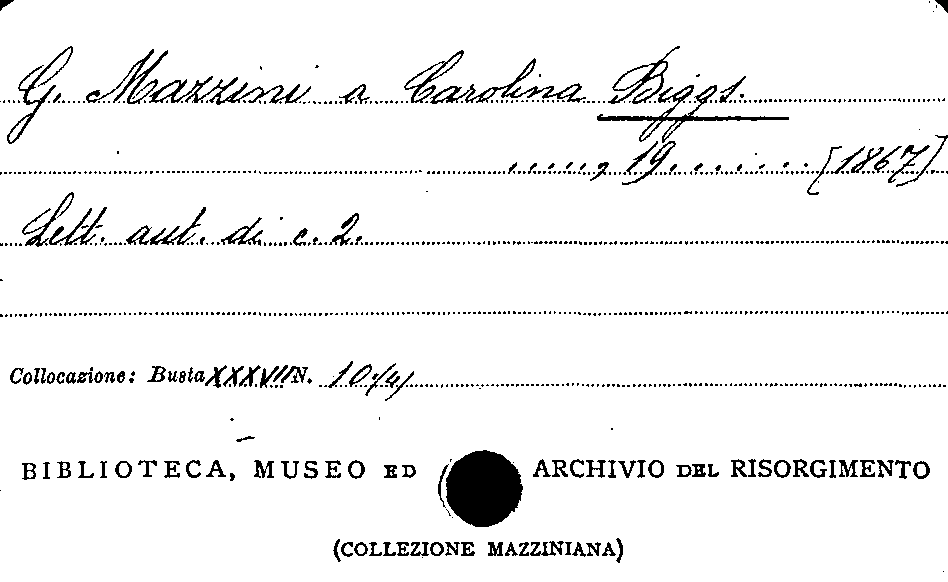 G. Mazzini a Carolina Biggs.
....., 19....... [1867]
Lett. aut. di c. 2.
Collocazione: Busta XXXVII N.
BIBLIOTECA, MUSEO ED ARCHIVIO DEL RISORGIMENTO
(COLLEZIONE MAZZINIANA)